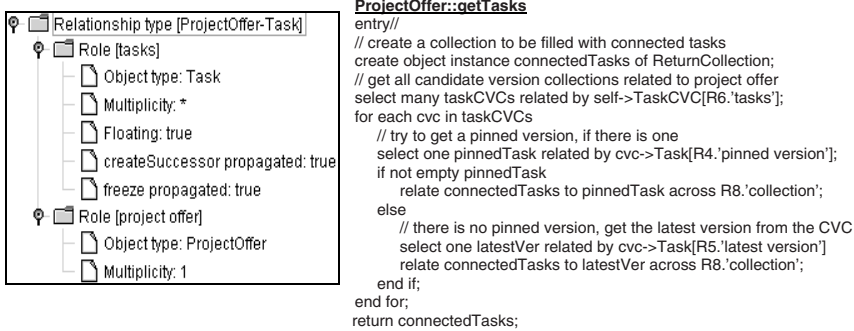 Relationship type [ProjectOffer-Task]
Role [tasks]
Object type: Task
Multiplicity: *
Floating: true
createSuccessor propagated: true
freeze propagated: true
Role [project offer]
Object type: ProjectOffer
Multiplicity: 1
ProjectOffer::getTasks
entry//
// create a collection to be filled with connected tasks
create object instance connectedTasks of ReturnCollection;
// get all candidate version collections related to project offer
select many taskCVCs related by self->TaskCVC[R6.’tasks’];
for each cvc in taskCVCs
// try to get a pinned version, if there is one
select one pinnedTask related by cvc->Task[R4.’pinned version’];
if not empty pinnedTask
relate connectedTasks to pinnedTask across R8.’collection’;
else
// there is no pinned version, get the latest version from the CVC
select one latestVer related by cvc->Task[R5.’latest version’]
relate connectedTasks to latestVer across R8.’collection’;
end if;
end for;
return connectedTasks;